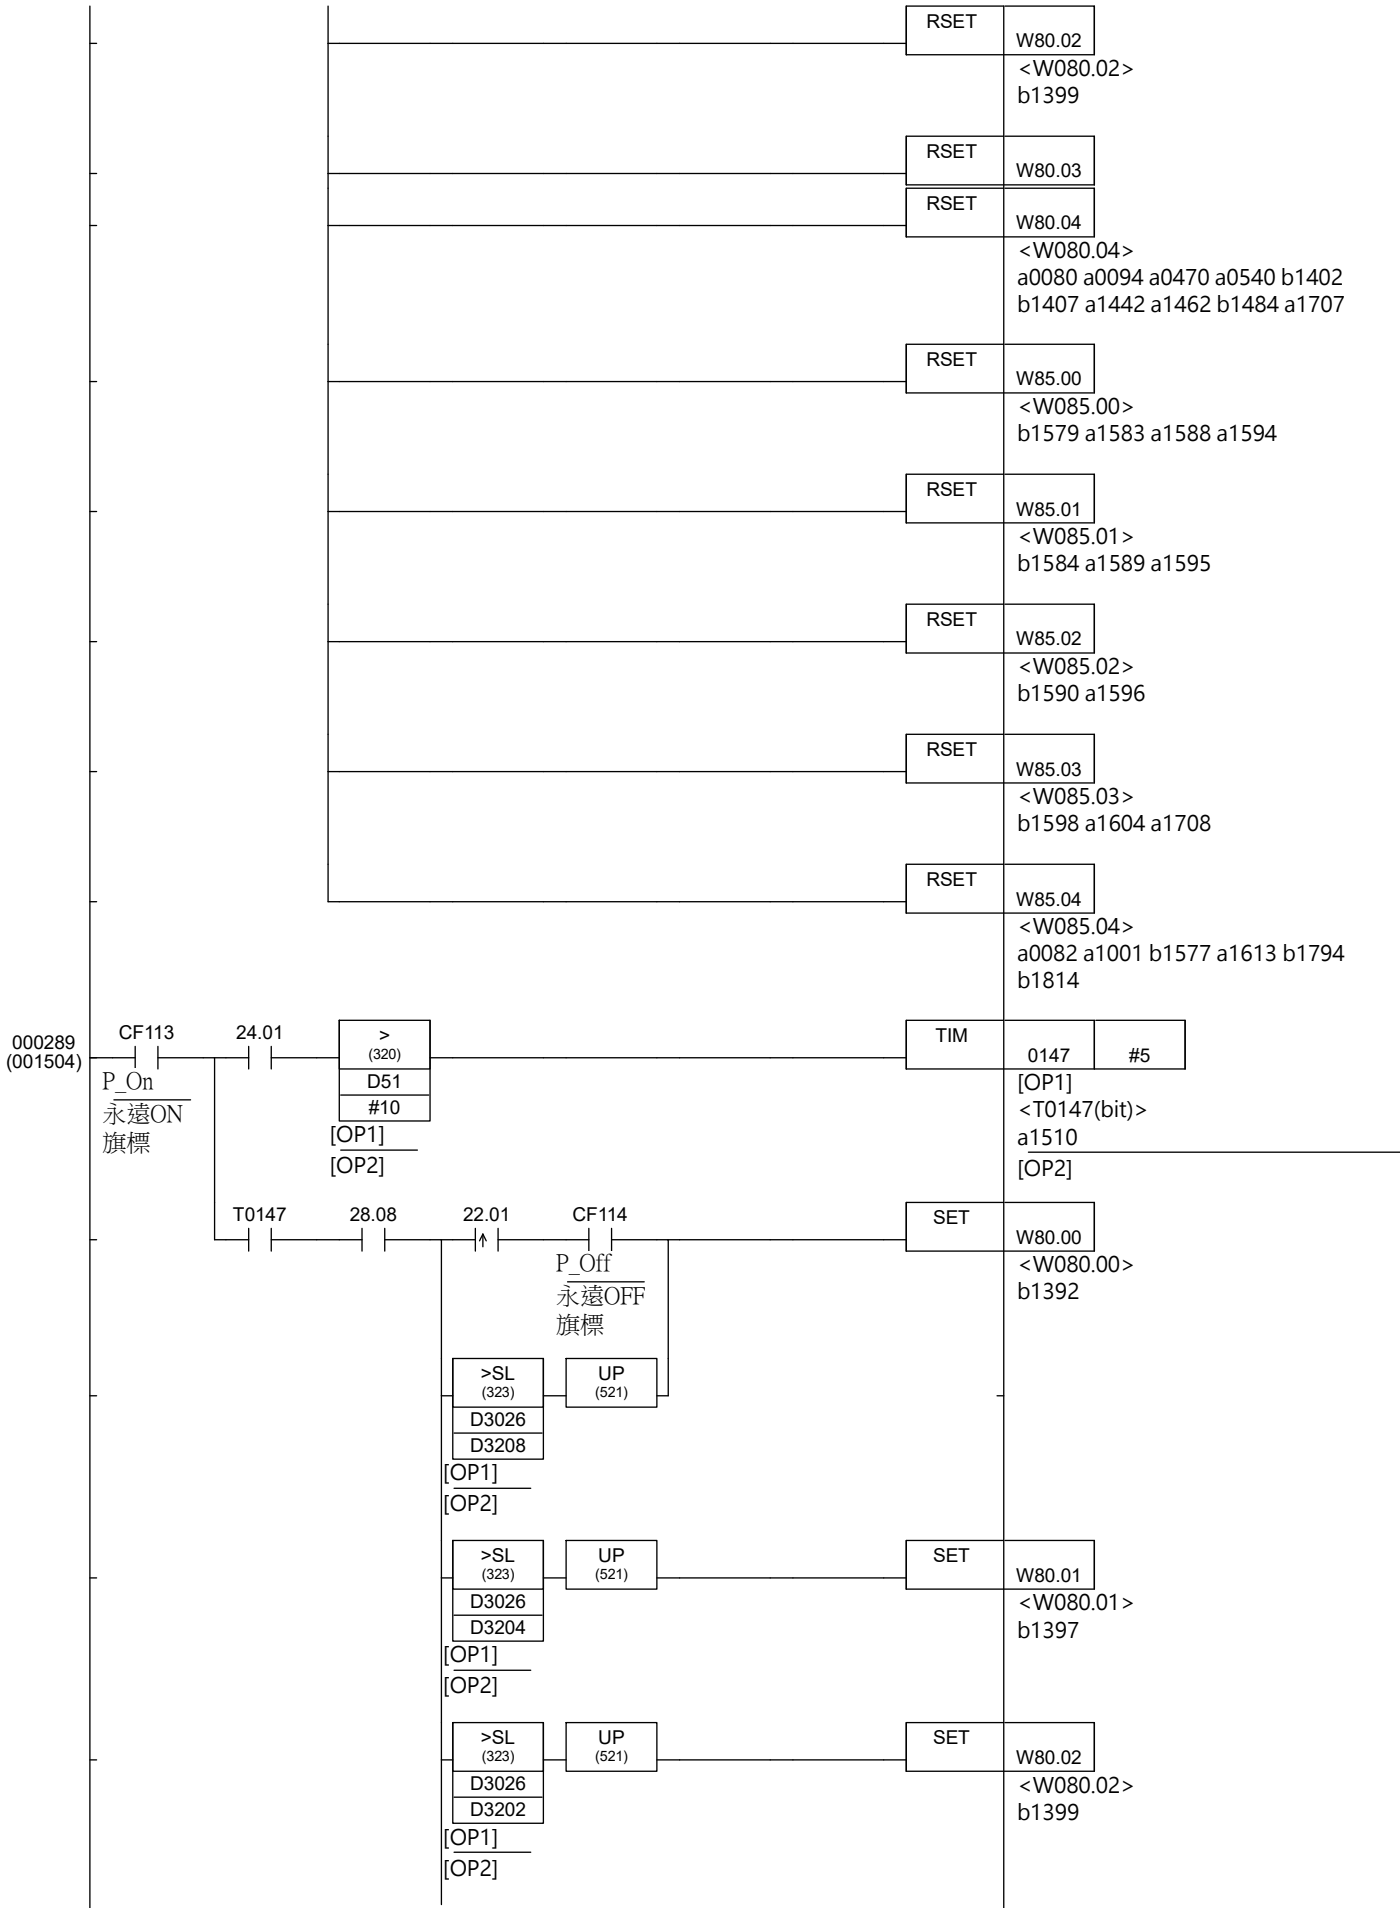 RSET
W80.02
<W080.02>
b1399
RSET
W80.03
RSET
W80.04
<W080.04>
a0080 a0094 a0470 a0540 b1402
b1407 a1442 a1462 b1484 a1707
RSET
W85.00
<W085.00>
b1579 a1583 a1588 a1594
RSET
W85.01
<W085.01>
b1584 a1589 a1595
RSET
W85.02
<W085.02>
b1590 a1596
RSET
W85.03
<W085.03>
b1598 a1604 a1708
RSET
W85.04
<W085.04>
a0082 a1001 b1577 a1613 b1794
b1814
000289
(001504)
CF113
P_On
永遠ON
旗標
24.01
>
(320)
D51
#10
[OP1]
[OP2]
TIM
0147 #5
[OP1]
<T0147(bit)>
a1510
[OP2]
T0147
28.08
22.01
CF114
P_Off
永遠OFF
旗標
SET
W80.00
<W080.00>
b1392
>SL
(323)
D3026
D3208
[OP1]
[OP2]
UP
(521)
>SL
(323)
D3026
D3204
[OP1]
[OP2]
UP
(521)
SET
W80.01
<W080.01>
b1397
>SL
(323)
D3026
D3202
[OP1]
[OP2]
UP
(521)
SET
W80.02
<W080.02>
b1399